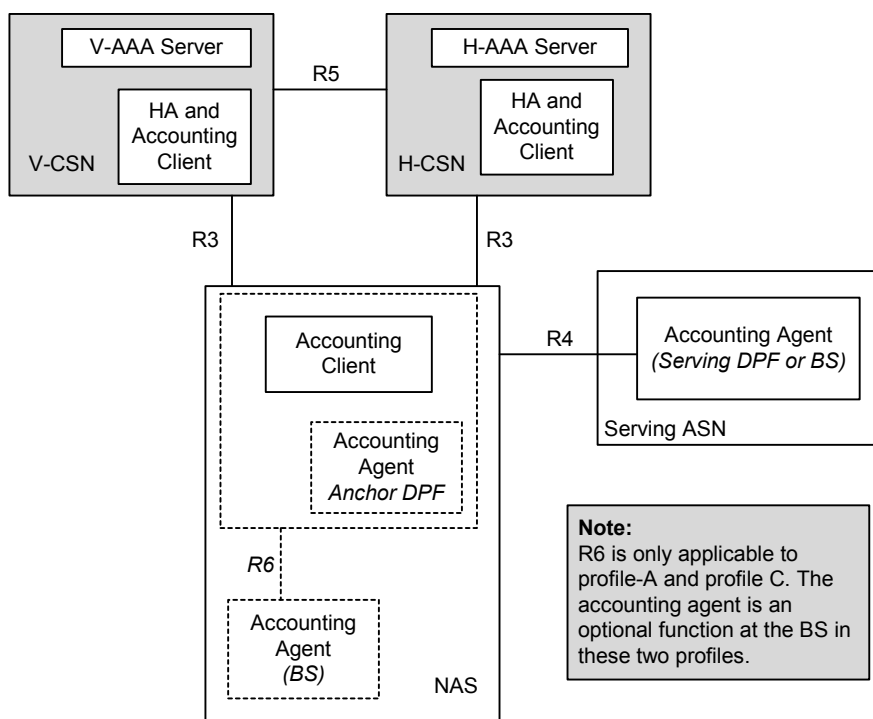 V-AAA Server
HA and
Accounting
Client
V-CSN
R5
H-AAA Server
HA and
Accounting
Client
H-CSN
R3
R3
Accounting
Client
Accounting
Agent
Anchor DPF
R6
Accounting
Agent
(BS)
NAS
R4
Accounting Agent
(Serving DPF or BS)
Serving ASN
Note:
R6 is only applicable to
profile-A and profile C. The
accounting agent is an
optional function at the BS in
these two profiles.